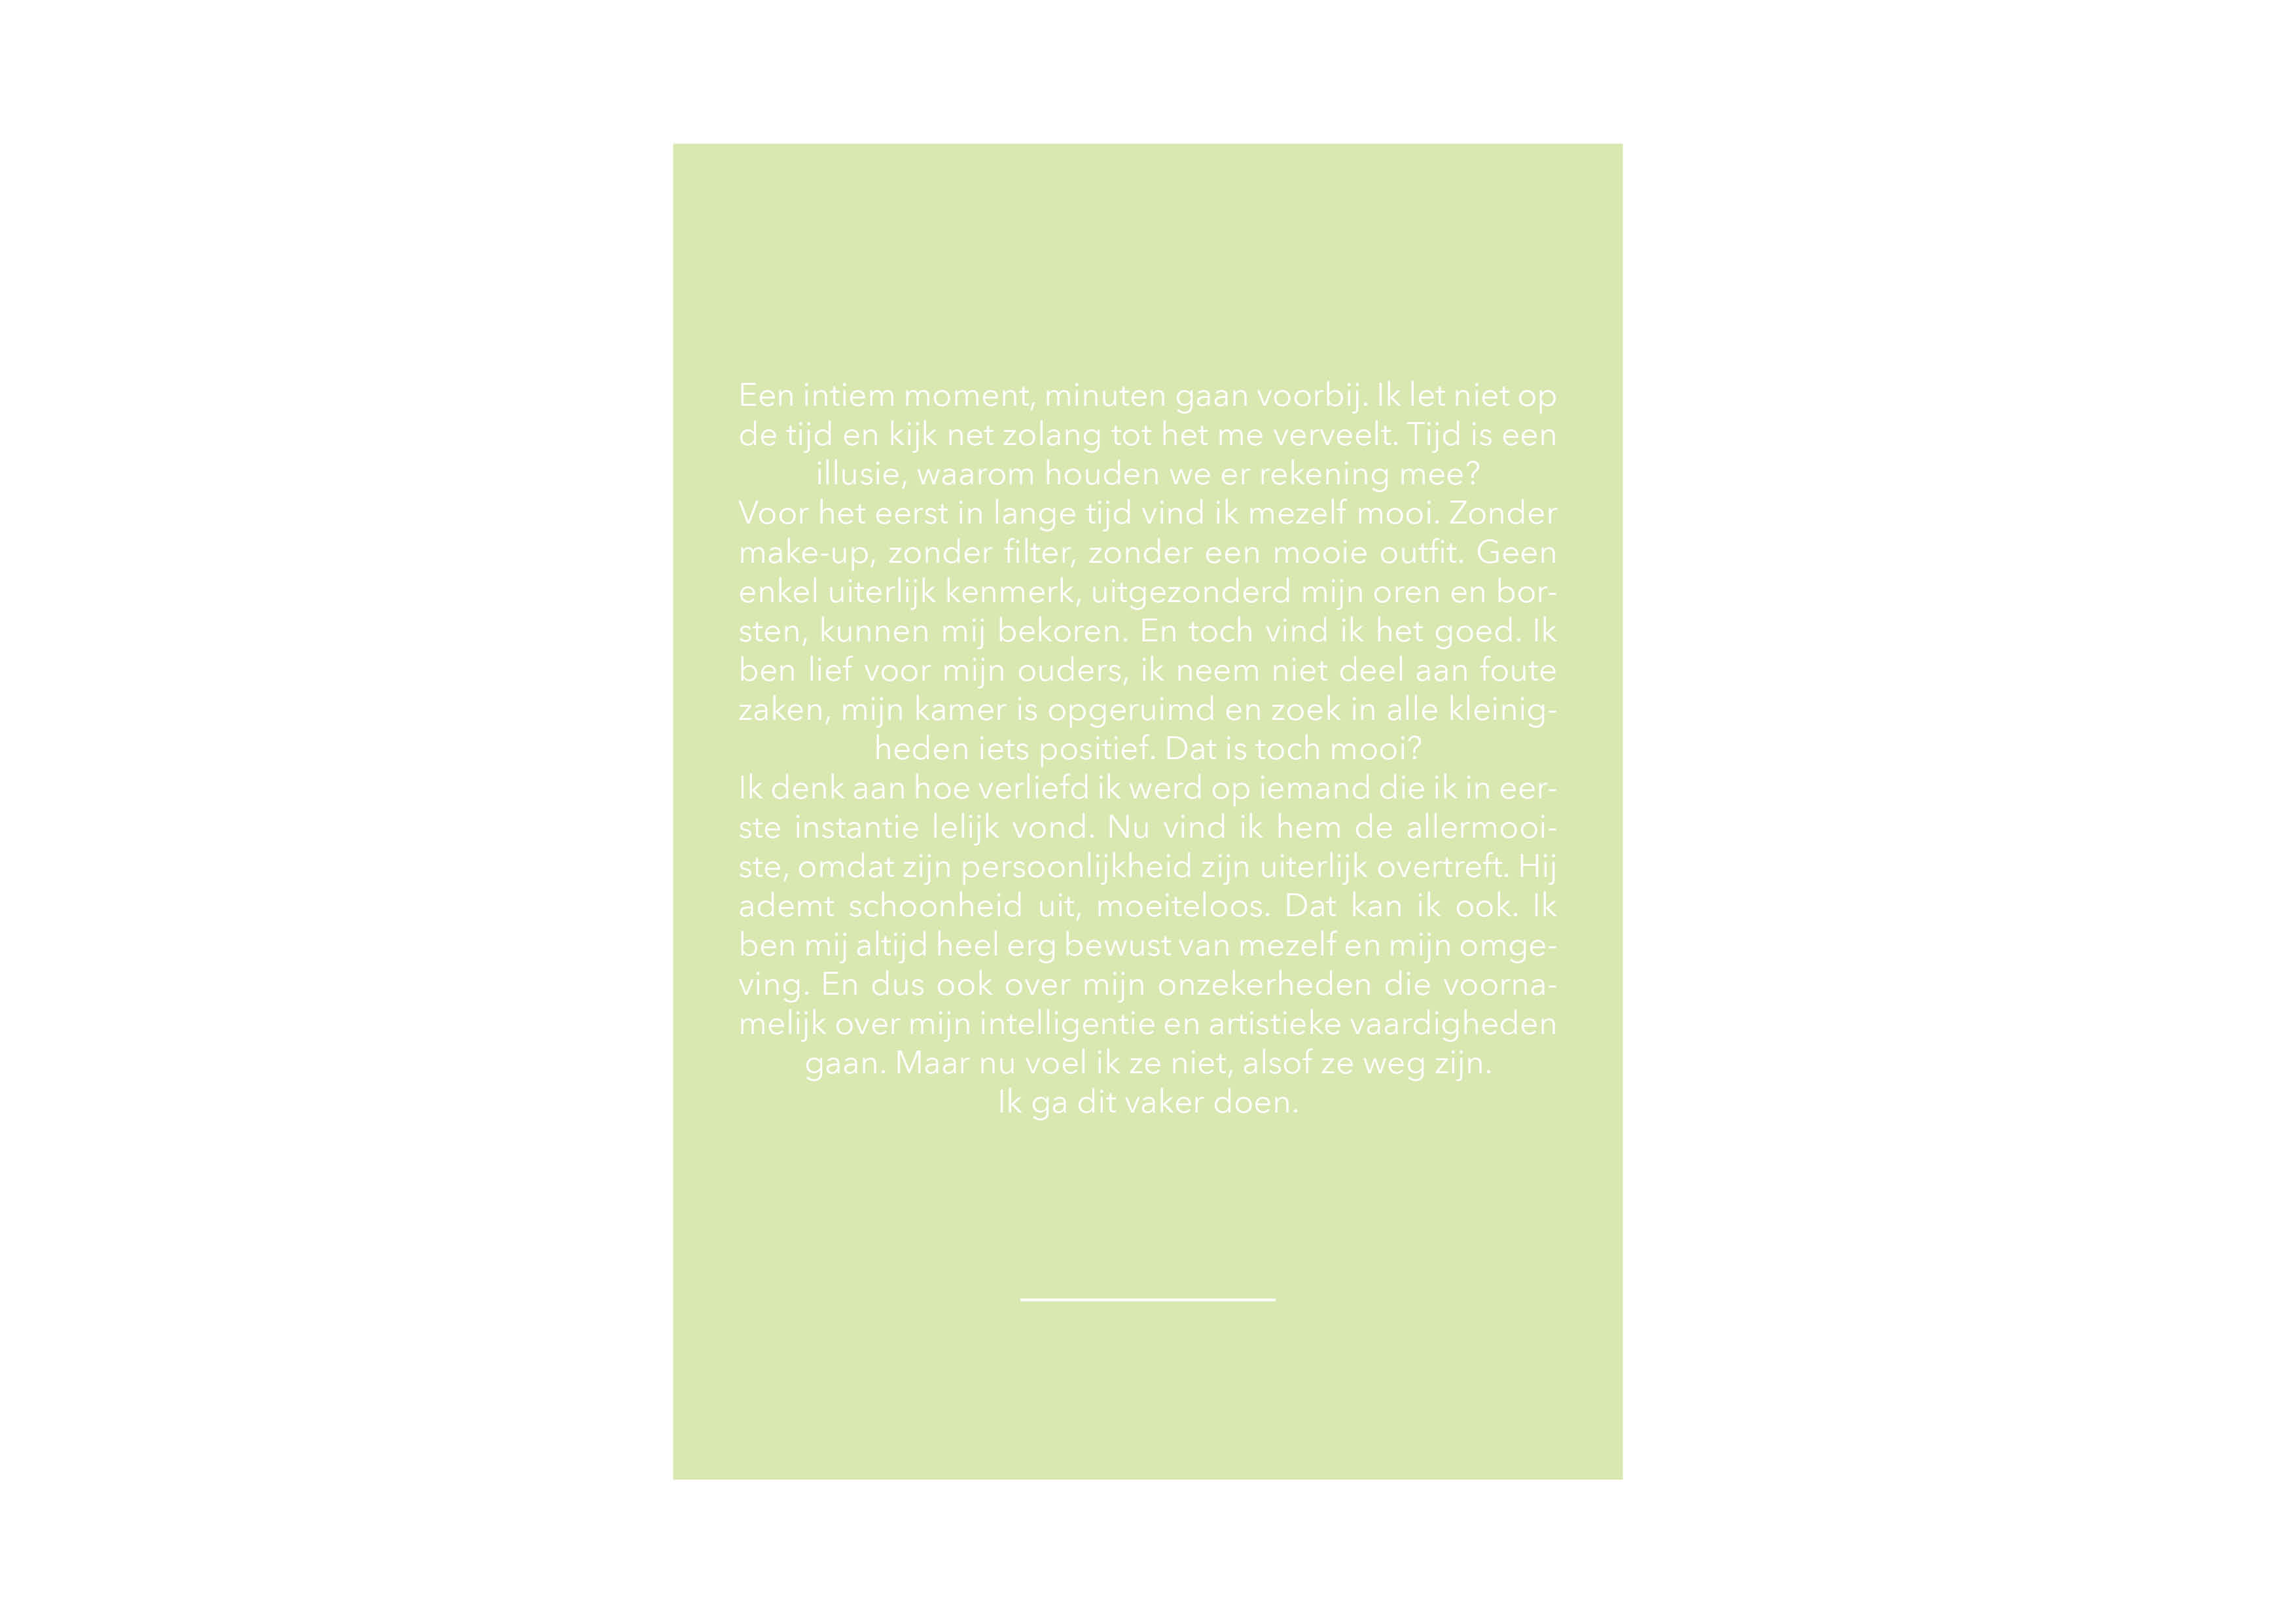 Een intiem moment, minuten gaan voorbij. Ik let niet op
de tijd en kijk net zolang tot het me verveelt. Tijd is een
illusie, waarom houden we er rekening mee?
Voor het eerst in lange tijd vind ik mezelf mooi. Zonder
make-up, zonder filter, zonder een mooie outfit. Geen
enkel uiterlijk kenmerk, uitgezonderd mijn oren en bor-
sten, kunnen mij bekoren. En toch vind ik het goed. Ik
ben lief voor mijn ouders, ik neem niet deel aan foute
zaken, mijn kamer is opgeruimd en zoek in alle kleinig-
heden iets positief. Dat is toch mooi?
Ik denk aan hoe verliefd ik werd op iemand die ik in eer-
ste instantie lelijk vond. Nu vind ik hem de allermooi-
ste, omdat zijn persoonlijkheid zijn uiterlijk overtreft. Hij
ademt schoonheid uit, moeiteloos. Dat kan ik ook. Ik
ben mij altijd heel erg bewust van mezelf en mijn omge-
ving. En dus ook over mijn onzekerheden die voorna-
melijk over mijn intelligentie en artistieke vaardigheden
gaan. Maar nu voel ik ze niet, alsof ze weg zijn.
Ik ga dit vaker doen.